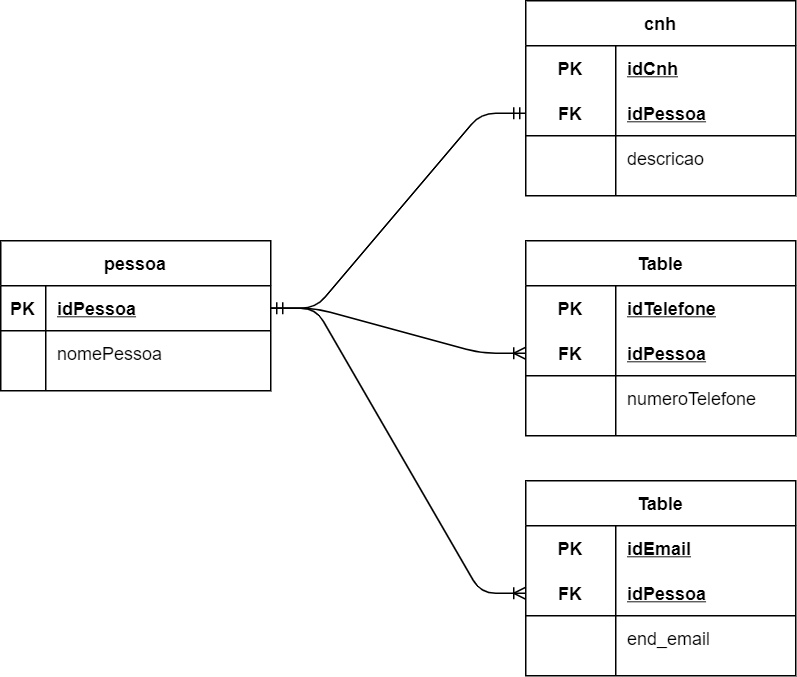 cnh
PK idCnh
FK idPessoa
descricao
pessoa
PK idPessoa
nomePessoa
Table
PK idTelefone
FK idPessoa
numeroTelefone
Table
PK idEmail
FK idPessoa
end_email